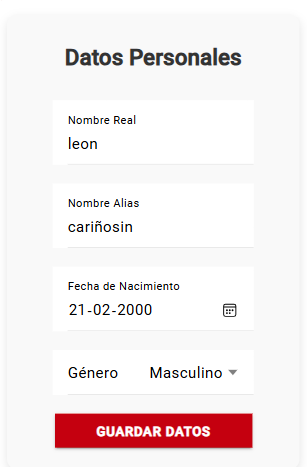 Datos Personales
Nombre Real
leon
Nombre Alias
cariñosin
Fecha de Nacimiento
21-02-2000
Género Masculino
GUARDAR DATOS